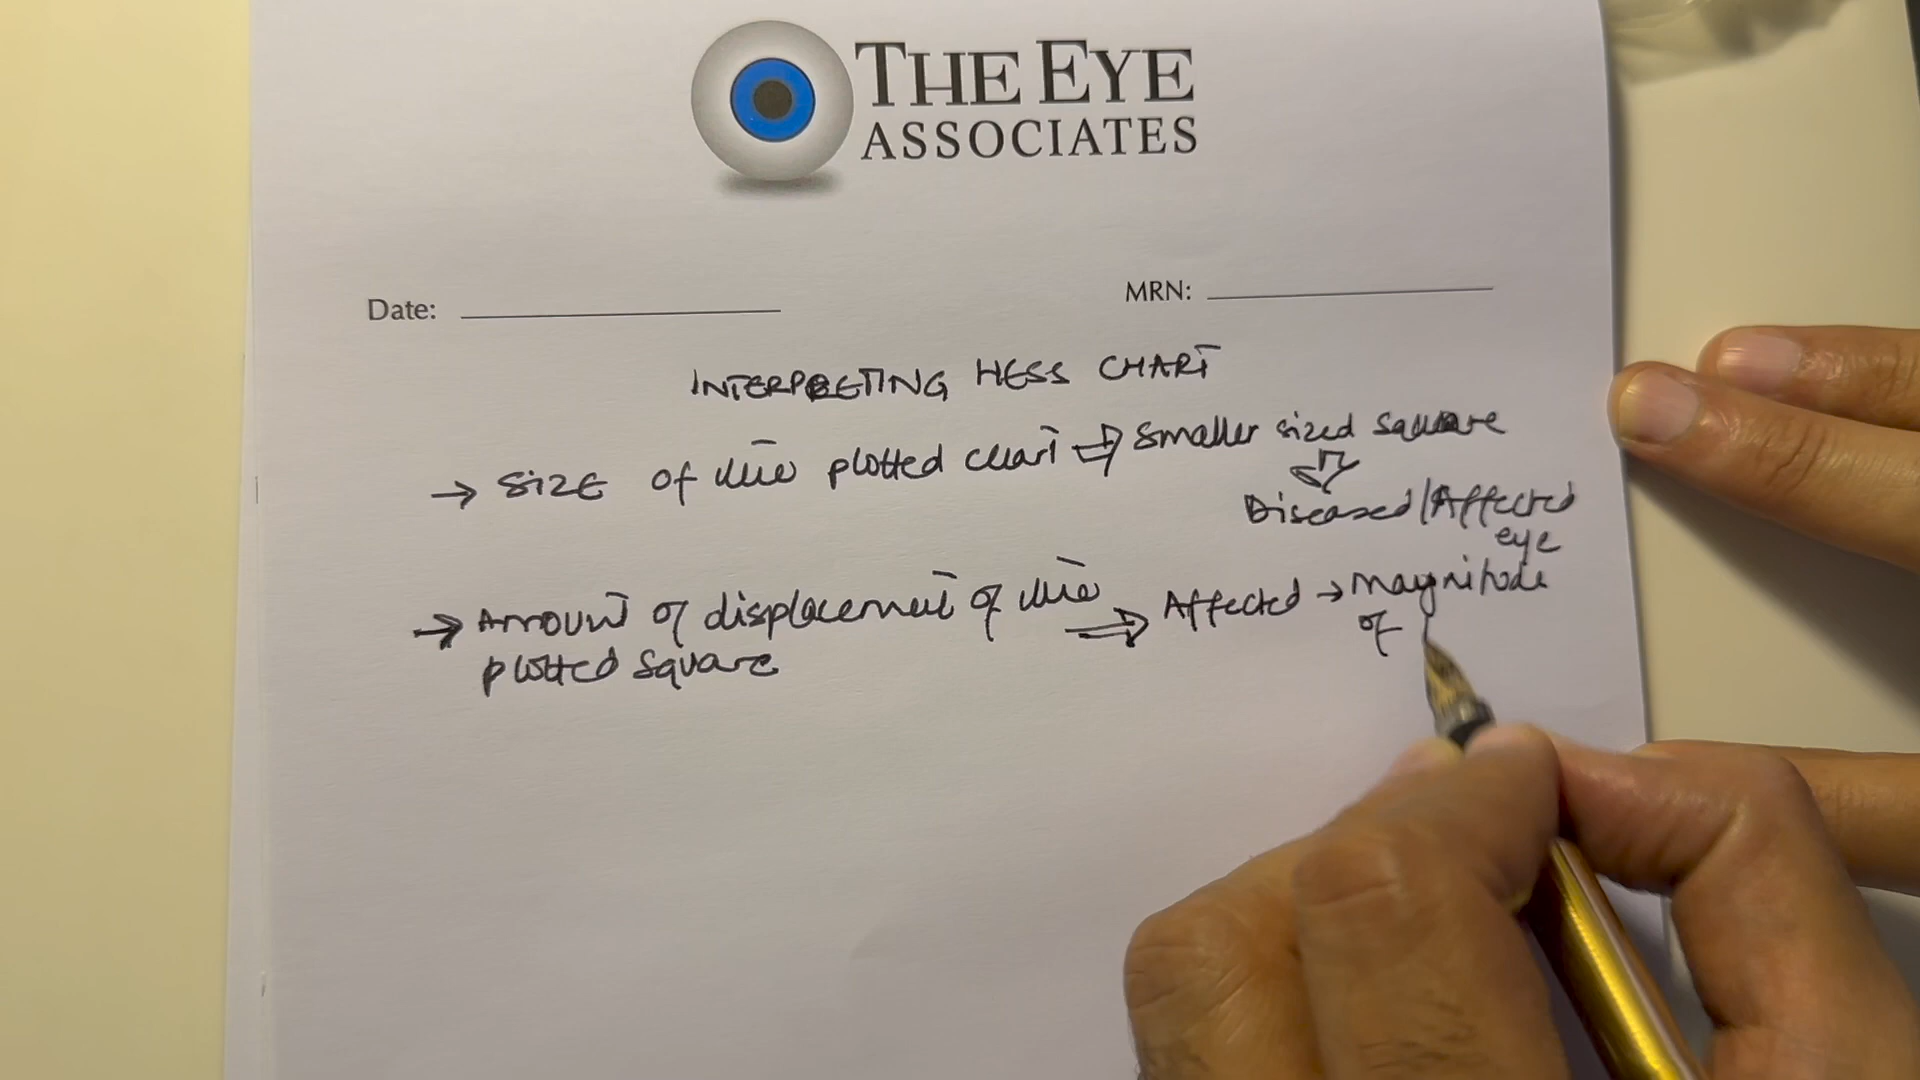 THE EYE
ASSOCIATES
Date:
MRN:
INTERPRETING HESS CHART
→ SIZE of the plotted chart ⇒ Smaller sized square
Diseased/Affected
eye
→ Amount of displacement of the
plotted square
⇒ Affected → Magnitude
of